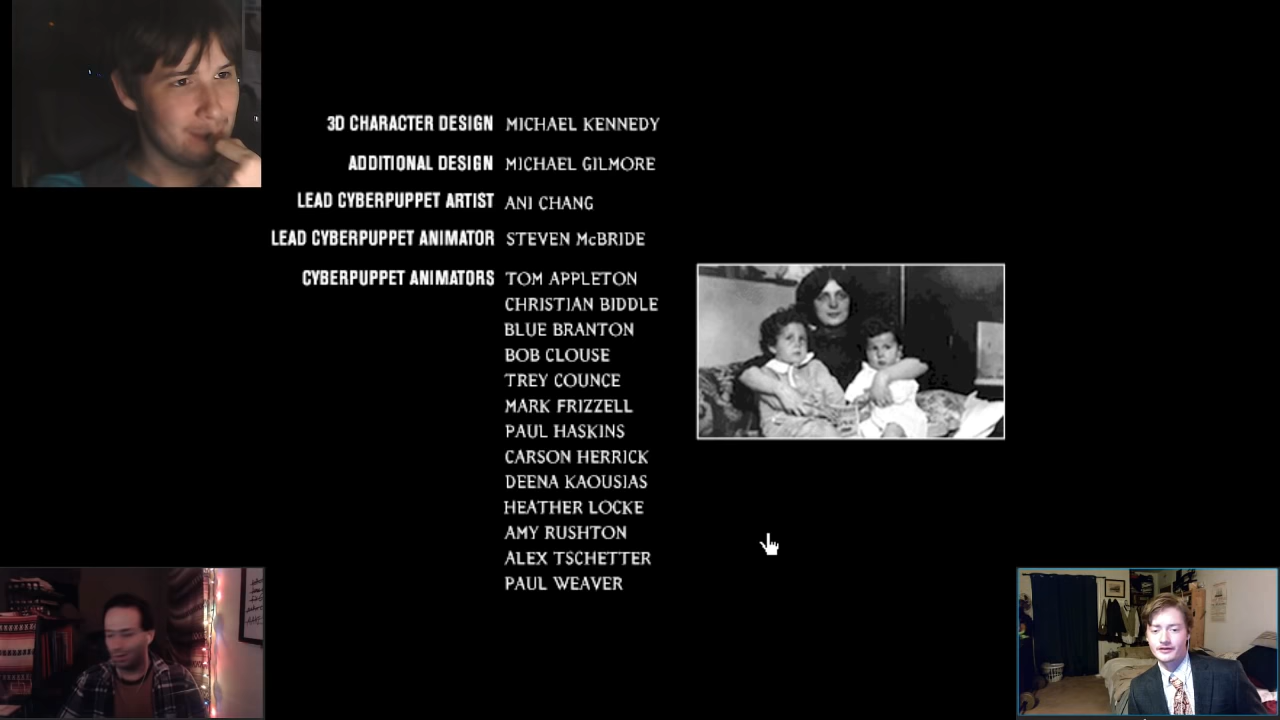 3D CHARACTER DESIGN MICHAEL KENNEDY
ADDITIONAL DESIGN MICHAEL GILMORE
LEAD CYBERPUPPET ARTIST ANI CHANG
LEAD CYBERPUPPET ANIMATOR STEVEN McBRIDE
CYBERPUPPET ANIMATORS TOM APPLETON
CHRISTIAN BIDDLE
BLUE BRANTON
BOB CLOUSE
TREY COUNCE
MARK FRIZZELL
PAUL HASKINS
CARSON HERRICK
DEENA KAOUSIAS
HEATHER LOCKE
AMY RUSHTON
ALEX TSCHETTER
PAUL WEAVER